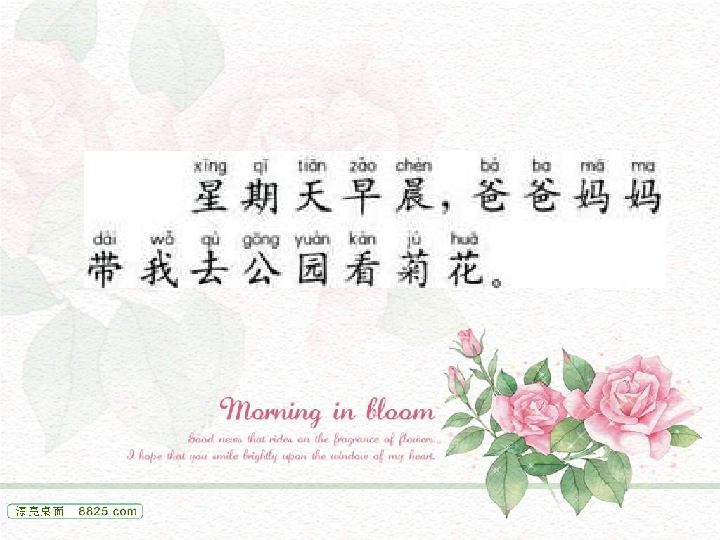 xīng qī tiān zǎo chén bà ba mā ma
星期天早晨，爸爸妈妈
dài wǒ qù gōng yuán kàn jú huā
带我去公园看菊花。
Morning in bloom
Good news that rides on the fragrance of flowers...
I hope that you smile brightly upon the window of my heart.
漂亮桌面 8825.com